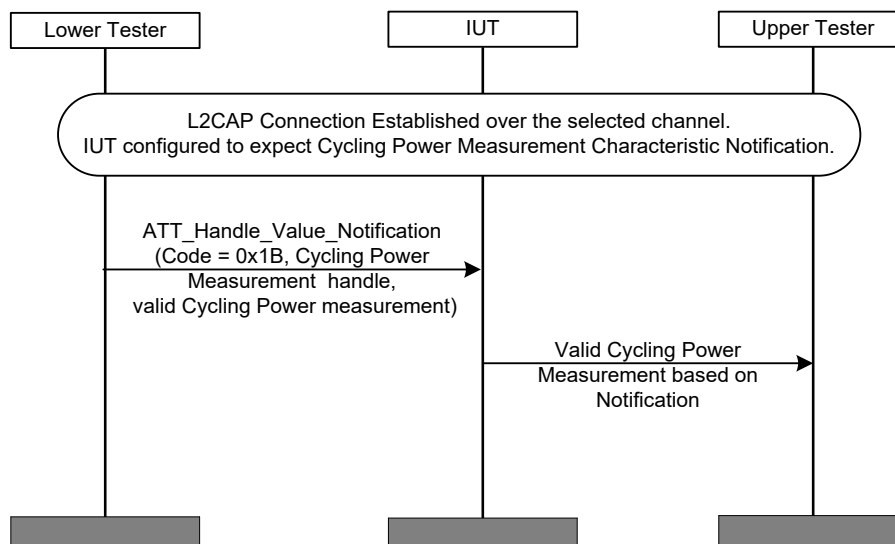 Lower Tester
IUT
Upper Tester
L2CAP Connection Established over the selected channel.
IUT configured to expect Cycling Power Measurement Characteristic Notification.
ATT_Handle_Value_Notification
(Code = 0x1B, Cycling Power
Measurement handle,
valid Cycling Power measurement)
Valid Cycling Power
Measurement based on
Notification